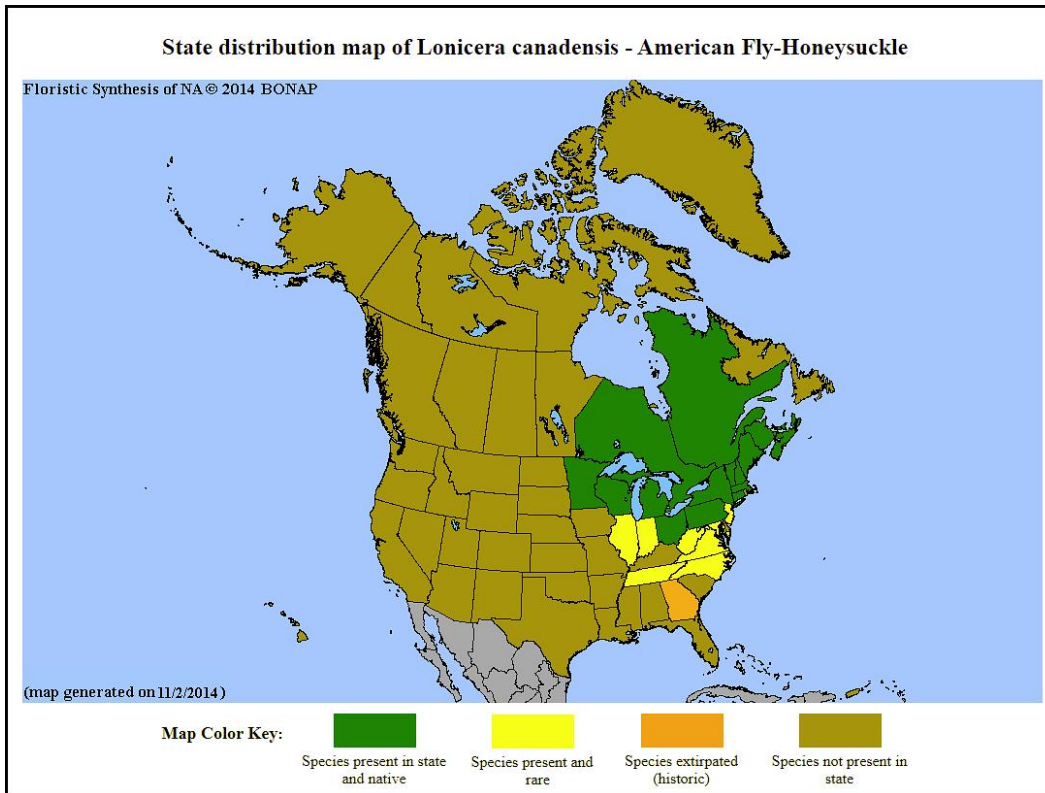 State distribution map of Lonicera canadensis - American Fly-Honeysuckle
Floristic Synthesis of NA © 2014 BONAP
(map generated on 11/2/2014)
Map Color Key:
Species present in state
and native
Species present and
rare
Species extirpated
(historic)
Species not present in
state